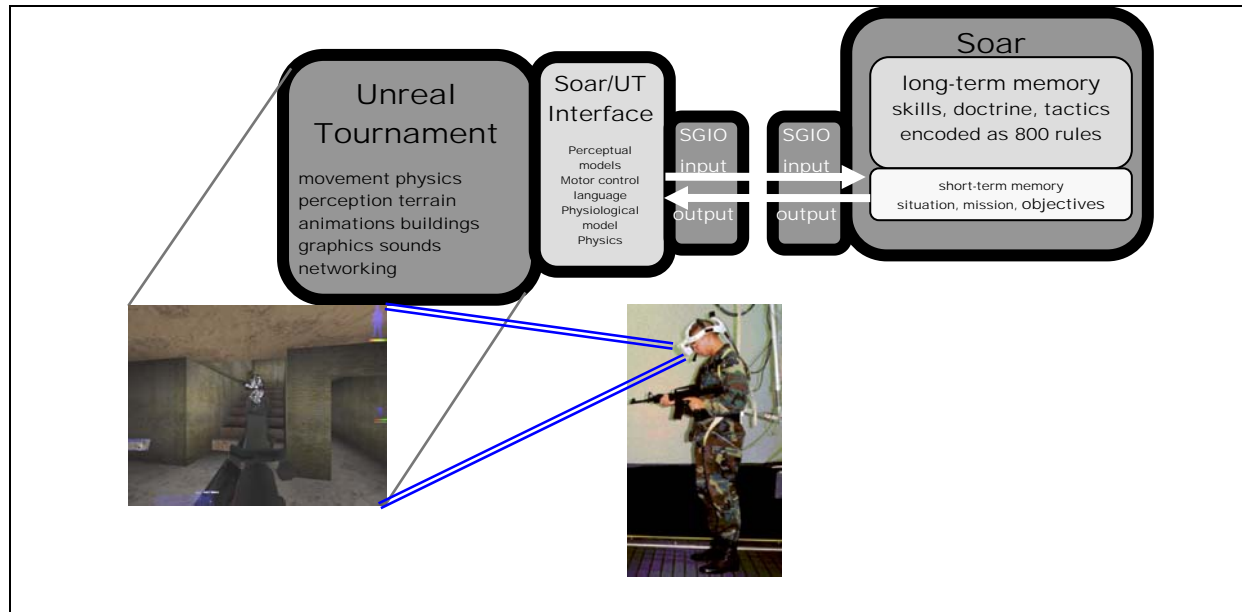 Unreal
Tournament
movement physics
perception terrain
animations buildings
graphics sounds
networking
Soar/UT
Interface
Perceptual
models
Motor control
language
Physiological
model
Physics
SGIO
input
output
SGIO
input
output
Soar
long-term memory
skills, doctrine, tactics
encoded as 800 rules
short-term memory
situation, mission, objectives